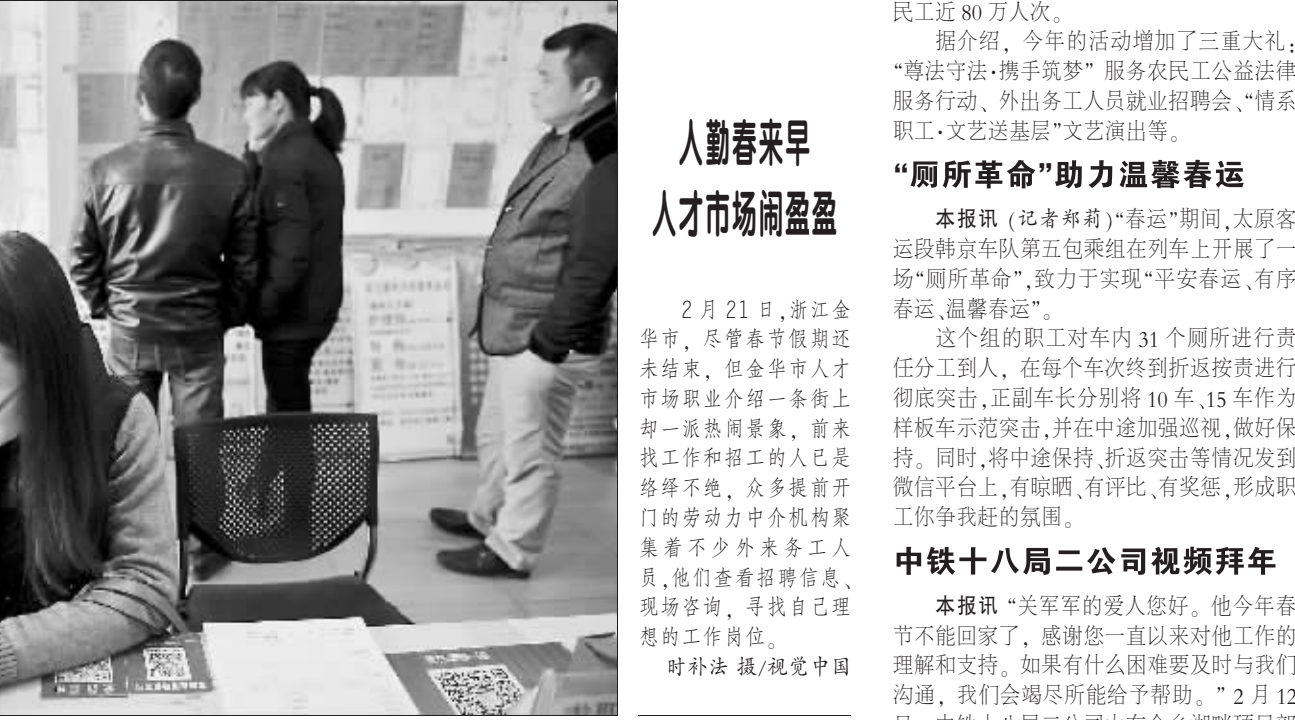 人勤春来早
人才市场闹盈盈
2月21日,浙江金
华市，尽管春节假期还
未结束，但金华市人才
市场职业介绍一条街上
却一派热闹景象，前来
找工作和招工的人已是
络绎不绝，众多提前开
门的劳动力中介机构聚
集着不少外来务工人
员,他们查看招聘信息、
现场咨询，寻找自己理
想的工作岗位。
时补法 摄/视觉中国
民工近 80 万人次。
据介绍，今年的活动增加了三重大礼：
“尊法守法·携手筑梦”服务农民工公益法律
服务行动、外出务工人员就业招聘会、“情系
职工·文艺送基层”文艺演出等。
“厕所革命”助力温馨春运
本报讯 (记者郑莉)“春运”期间,太原客
运段韩京车队第五包乘组在列车上开展了一
场“厕所革命”,致力于实现“平安春运、有序
春运、温馨春运”。
这个组的职工对车内 31 个厕所进行责
任分工到人，在每个车次终到折返按责进行
彻底突击,正副车长分别将 10 车、15 车作为
样板车示范突击,并在中途加强巡视,做好保
持。同时,将中途保持、折返突击等情况发到
微信平台上,有晾晒、有评比、有奖惩,形成职
工你争我赶的氛围。
中铁十八局二公司视频拜年
本报讯 “关军军的爱人您好。他今年春
节不能回家了，感谢您一直以来对他工作的
理解和支持。如果有什么困难要及时与我们
沟通，我们会竭尽所能给予帮助。”2 月 12